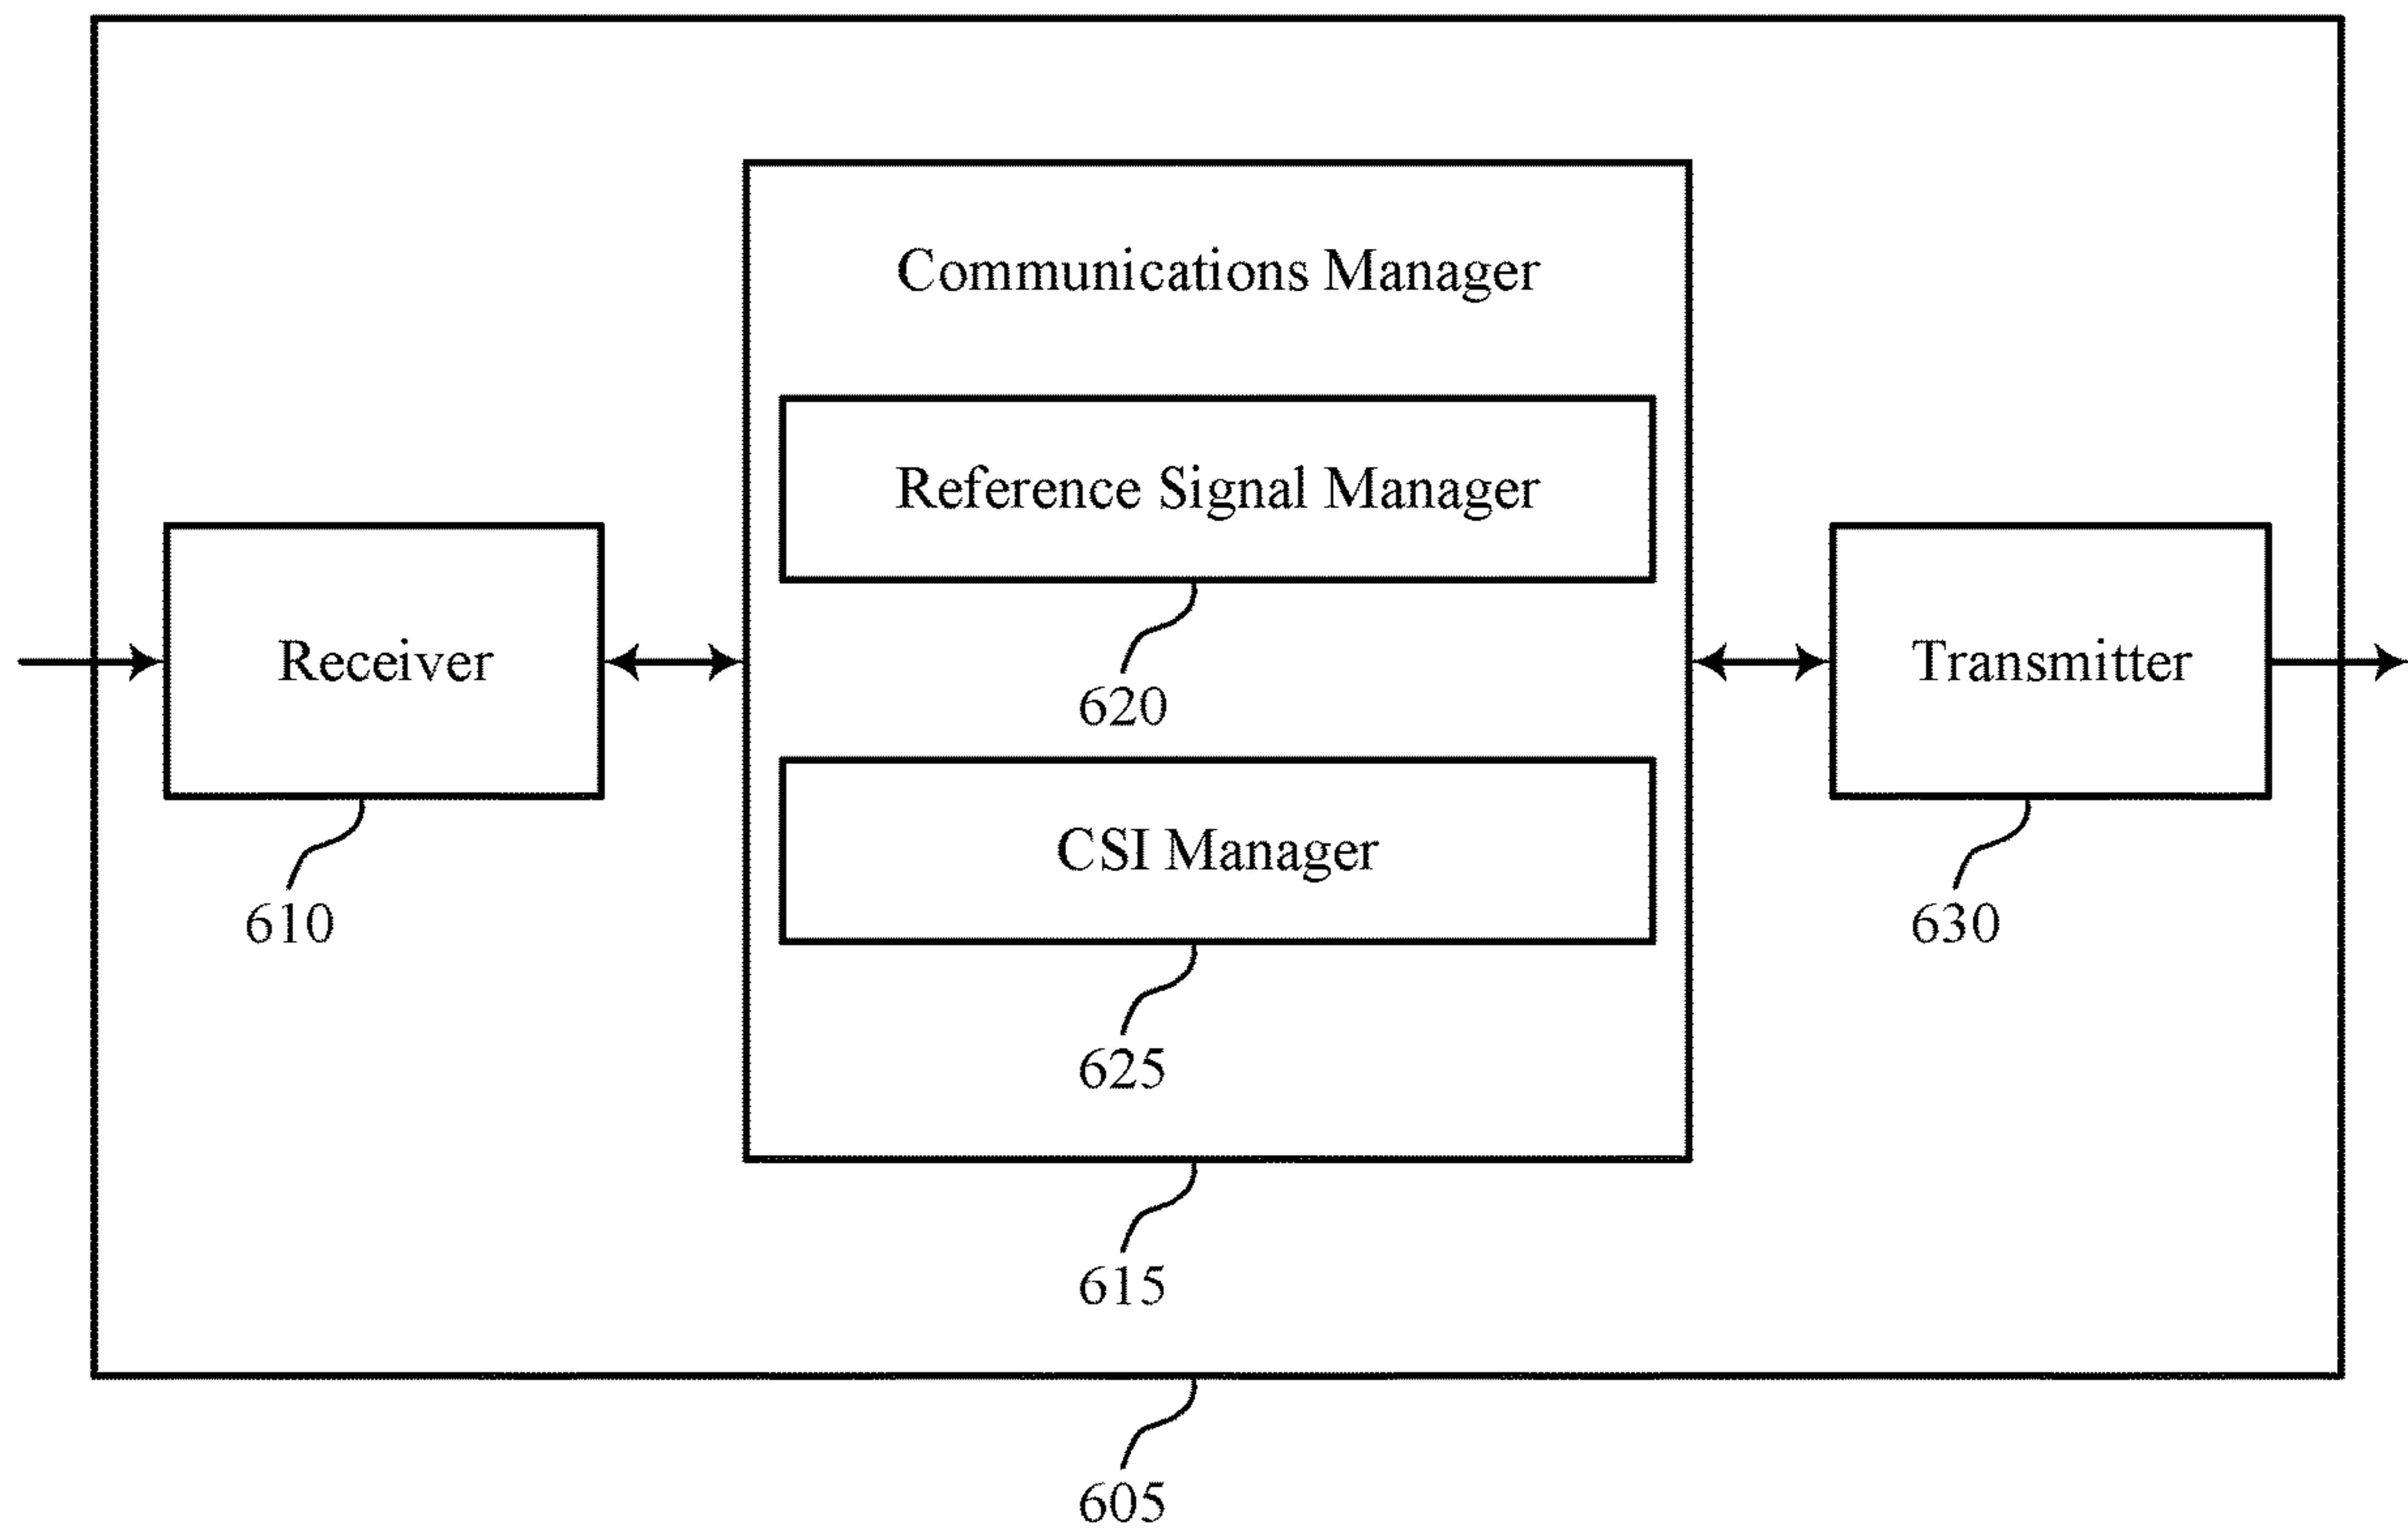 Communications Manager
Reference Signal Manager
620
Receiver
610
Transmitter
630
CSI Manager
625
615
605